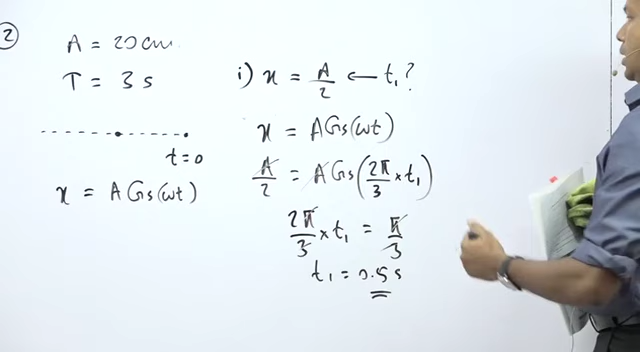 2
A = 20 cm.
T = 3 s
t = 0
x = A Cos(ωt)
i) x = A/2 ← t₁?
x = A Cos(ωt)
A/2 = A Cos(2π/3 × t₁)
2π/3 × t₁ = π/3
t₁ = 0.5 s